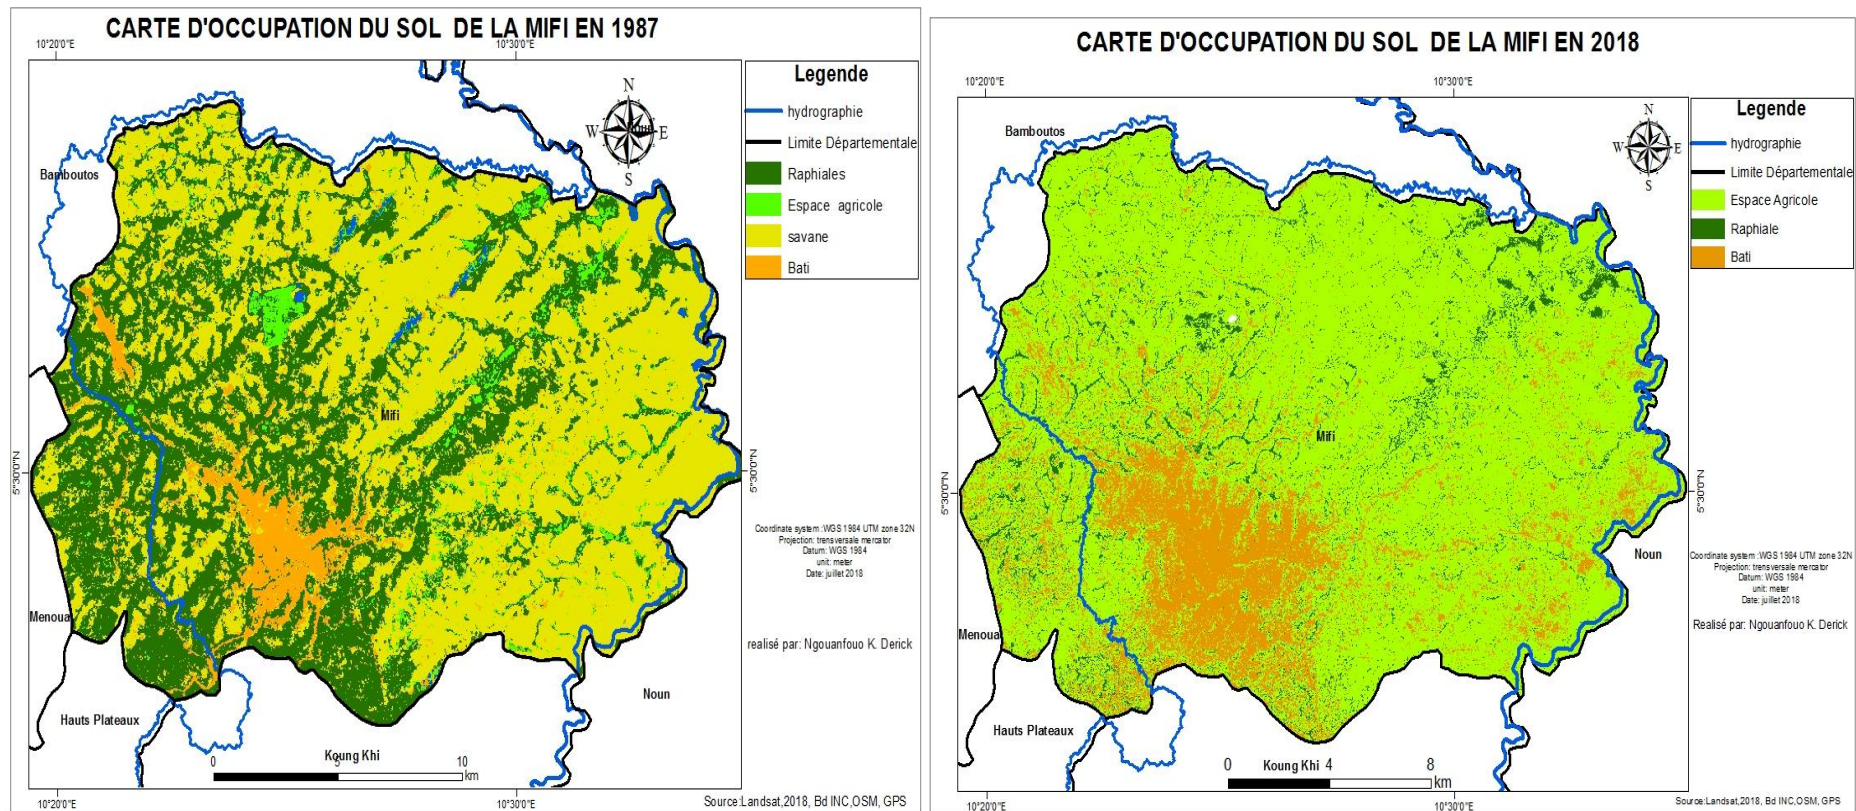 CARTE D'OCCUPATION DU SOL DE LA MIFI EN 1987
10°20'0"E
10°30'0"E
Legende
hydrographie
Limite Départementale
Raphiales
Espace agricole
savane
Bati
N
W
E
S
Bamboutos
Mifi
5°30'0"N
5°30'0"N
Coordinate system :WGS 1984 UTM zone 32N
Projection: trensversale mercator
Datum: WGS 1984
unit: meter
Date: juillet 2018
realisé par: Ngouanfouo K. Derick
Menoua
Noun
Hauts Plateaux
Koung Khi
0 5 10
km
10°20'0"E
10°30'0"E
Source:Landsat,2018, Bd INC,OSM, GPS
CARTE D'OCCUPATION DU SOL DE LA MIFI EN 2018
10°20'0"E
10°30'0"E
Legende
hydrographie
Limite Départementale
Espace Agricole
Raphiale
Bati
N
W
E
S
Bamboutos
Mifi
5°30'0"N
5°30'0"N
Noun
Coordinate system :WGS 1984 UTM zone 32N
Projection: trensversale mercator
Datum: WGS 1984
unit: meter
Date: juillet 2018
Realisé par: Ngouanfouo K. Derick
Menoua
Hauts Plateaux
0 Koung Khi 4 8
km
10°20'0"E
10°30'0"E
Source:Landsat,2018, Bd INC,OSM, GPS